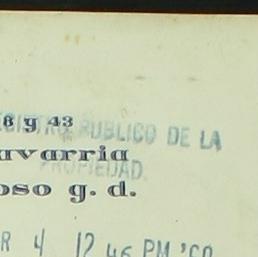 8 y 43
REGISTRO PUBLICO DE LA
avarria
PROPIEDAD.
oso g. d.
R 4 12 46 PM '60